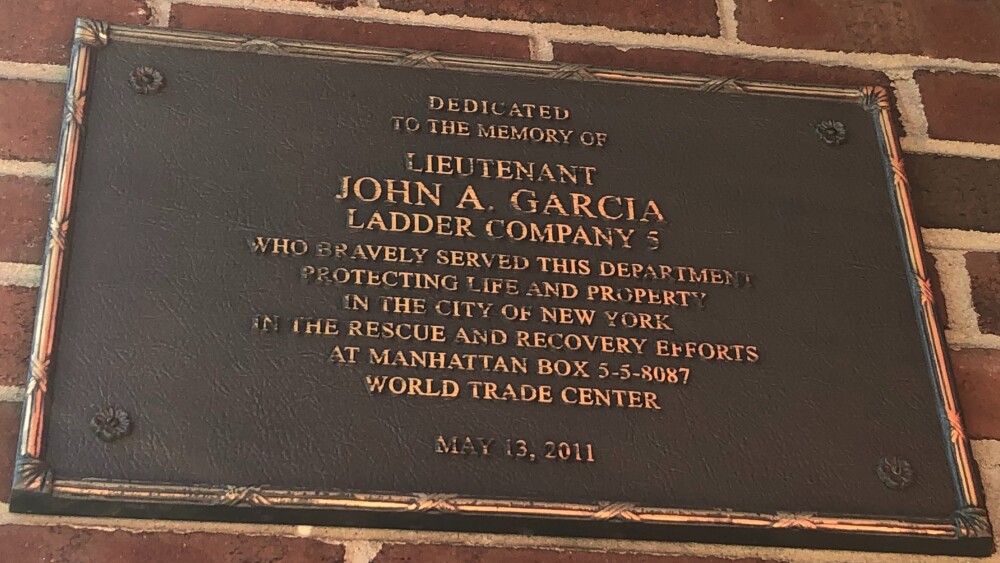 DEDICATED
TO THE MEMORY OF
LIEUTENANT
JOHN A. GARCIA
LADDER COMPANY 5
WHO BRAVELY SERVED THIS DEPARTMENT
PROTECTING LIFE AND PROPERTY
IN THE CITY OF NEW YORK
IN THE RESCUE AND RECOVERY EFFORTS
AT MANHATTAN BOX 5-5-8087
WORLD TRADE CENTER
MAY 13, 2011